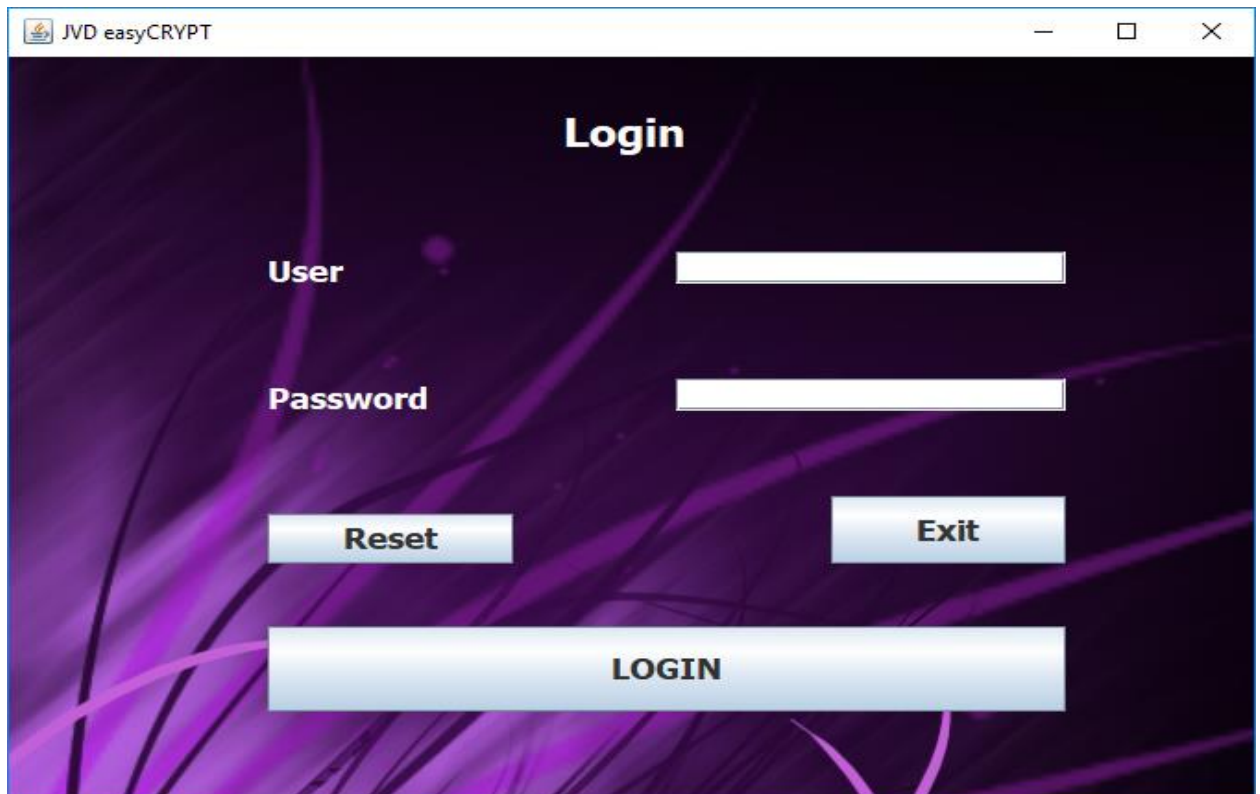 JVD easyCRYPT
Login
User
Password
Reset
Exit
LOGIN